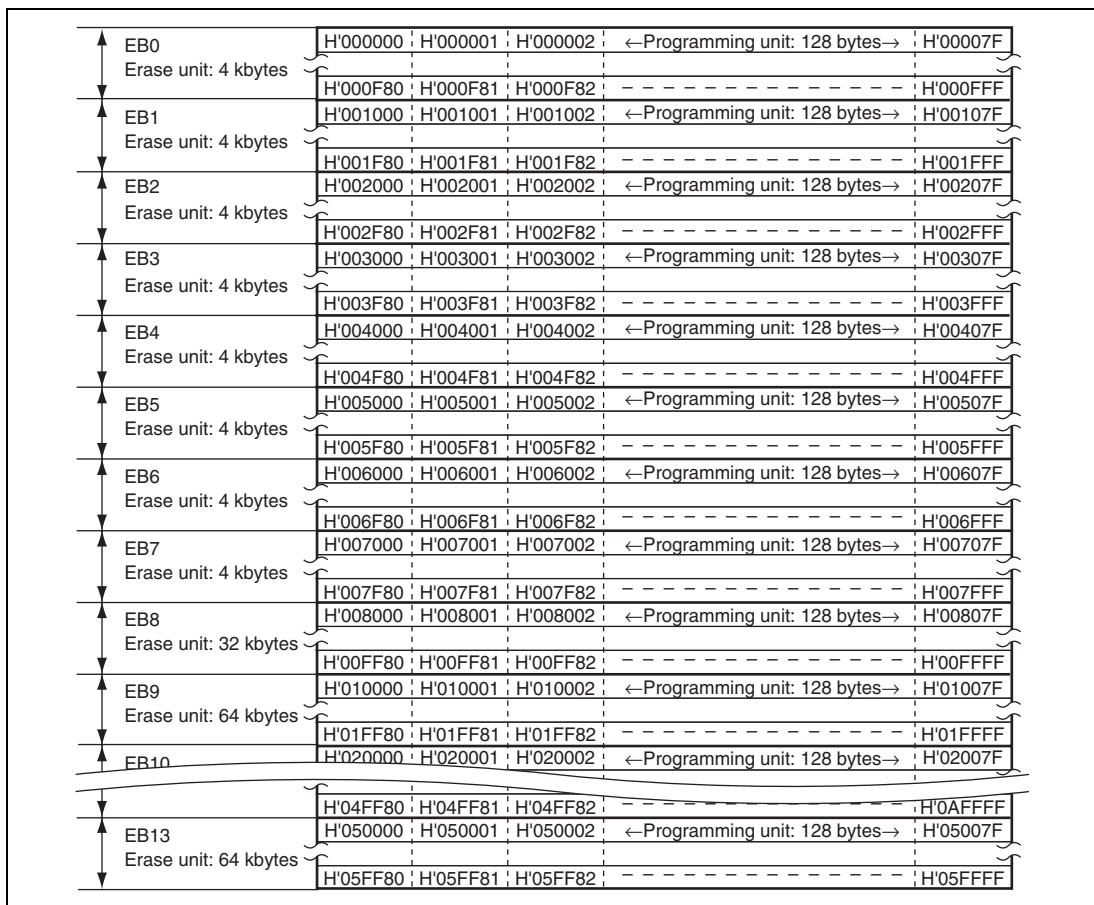 EB0 H'000000 H'000001 H'000002 ←Programming unit: 128 bytes→ H'00007F
Erase unit: 4 kbytes
H'000F80 H'000F81 H'000F82 – – – – – – – – – – – – – – H'000FFF
EB1 H'001000 H'001001 H'001002 ←Programming unit: 128 bytes→ H'00107F
Erase unit: 4 kbytes
H'001F80 H'001F81 H'001F82 – – – – – – – – – – – – – – H'001FFF
EB2 H'002000 H'002001 H'002002 ←Programming unit: 128 bytes→ H'00207F
Erase unit: 4 kbytes
H'002F80 H'002F81 H'002F82 – – – – – – – – – – – – – – H'002FFF
EB3 H'003000 H'003001 H'003002 ←Programming unit: 128 bytes→ H'00307F
Erase unit: 4 kbytes
H'003F80 H'003F81 H'003F82 – – – – – – – – – – – – – – H'003FFF
EB4 H'004000 H'004001 H'004002 ←Programming unit: 128 bytes→ H'00407F
Erase unit: 4 kbytes
H'004F80 H'004F81 H'004F82 – – – – – – – – – – – – – – H'004FFF
EB5 H'005000 H'005001 H'005002 ←Programming unit: 128 bytes→ H'00507F
Erase unit: 4 kbytes
H'005F80 H'005F81 H'005F82 – – – – – – – – – – – – – – H'005FFF
EB6 H'006000 H'006001 H'006002 ←Programming unit: 128 bytes→ H'00607F
Erase unit: 4 kbytes
H'006F80 H'006F81 H'006F82 – – – – – – – – – – – – – – H'006FFF
EB7 H'007000 H'007001 H'007002 ←Programming unit: 128 bytes→ H'00707F
Erase unit: 4 kbytes
H'007F80 H'007F81 H'007F82 – – – – – – – – – – – – – – H'007FFF
EB8 H'008000 H'008001 H'008002 ←Programming unit: 128 bytes→ H'00807F
Erase unit: 32 kbytes
H'00FF80 H'00FF81 H'00FF82 – – – – – – – – – – – – – – H'00FFFF
EB9 H'010000 H'010001 H'010002 ←Programming unit: 128 bytes→ H'01007F
Erase unit: 64 kbytes
H'01FF80 H'01FF81 H'01FF82 – – – – – – – – – – – – – – H'01FFFF
EB10 H'020000 H'020001 H'020002 ←Programming unit: 128 bytes→ H'02007F
H'04FF80 H'04FF81 H'04FF82 – – – – – – – – – – – – – – H'0AFFFF
EB13 H'050000 H'050001 H'050002 ←Programming unit: 128 bytes→ H'05007F
Erase unit: 64 kbytes
H'05FF80 H'05FF81 H'05FF82 – – – – – – – – – – – – – – H'05FFFF